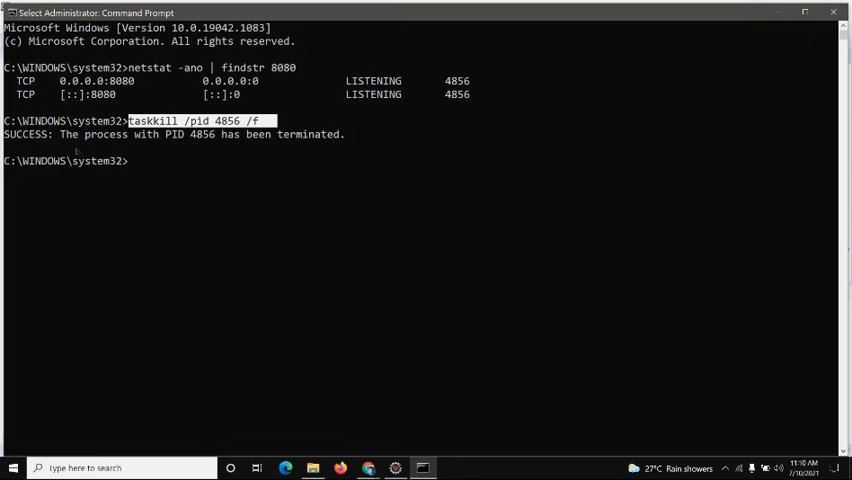 Select Administrator: Command Prompt
Microsoft Windows [Version 10.0.19042.1083]
(c) Microsoft Corporation. All rights reserved.
C:\WINDOWS\system32>netstat -ano | findstr 8080
TCP 0.0.0.0:8080 0.0.0.0:0 LISTENING 4856
TCP [::]:8080 [::]:0 LISTENING 4856
C:\WINDOWS\system32>taskkill /pid 4856 /f
SUCCESS: The process with PID 4856 has been terminated.
C:\WINDOWS\system32>
Type here to search
27°C Rain showers
11:10 AM
7/10/2021